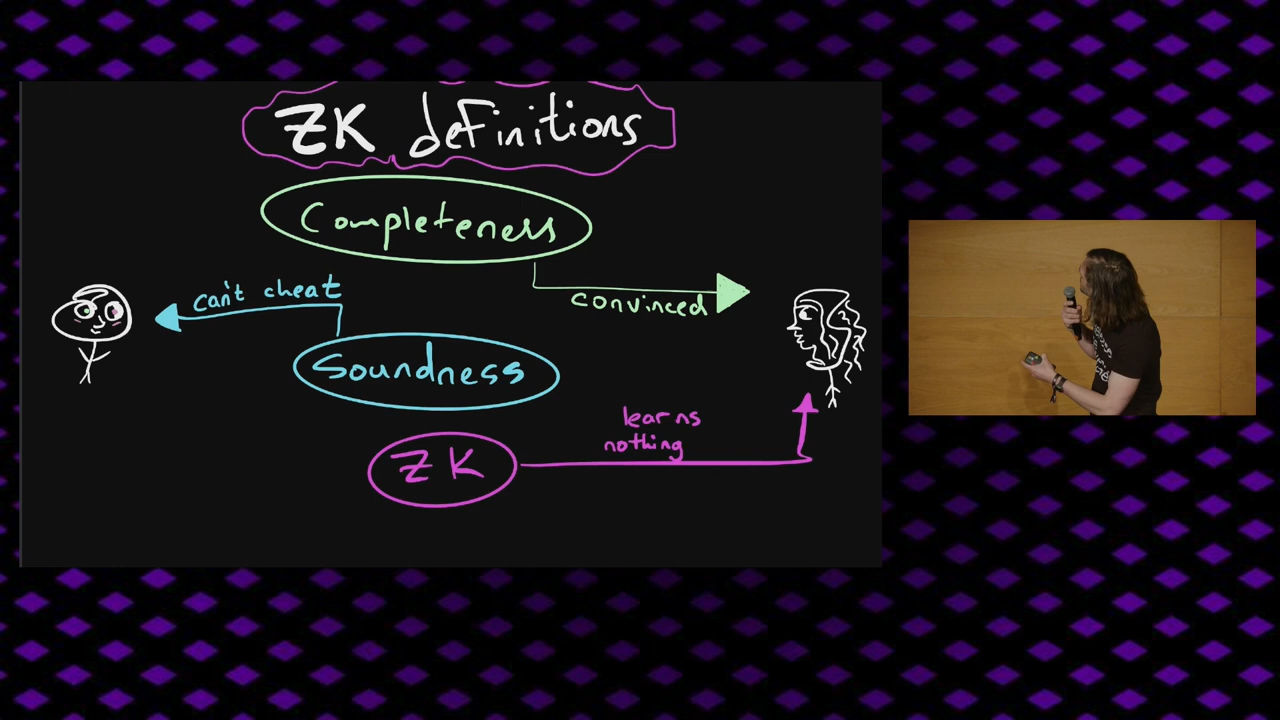 ZK definitions
Completeness
can't cheat
convinced
Soundness
learns
nothing
ZK